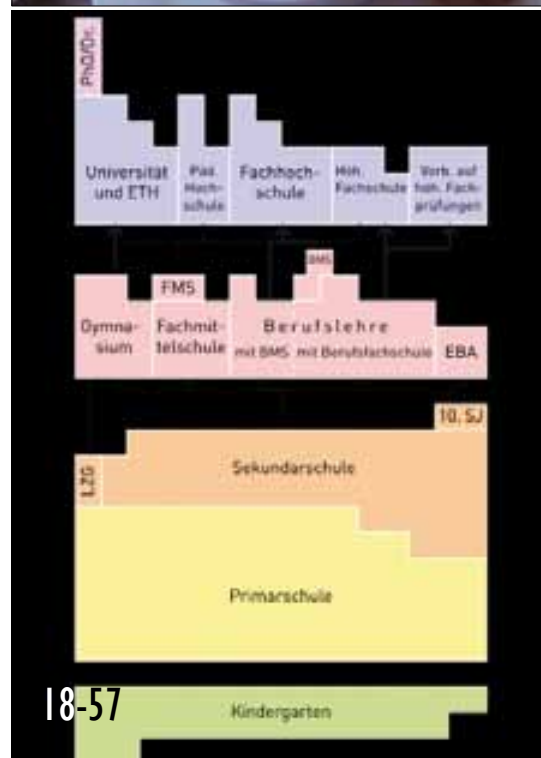 PhD/Dr.
Universität
und ETH
Päd.
Hoch-
schule
Fachhoch-
schule
Höh.
Fachschule
Vorb. auf
höh. Fach-
prüfungen
BMS
FMS
Gymna-
sium
Fachmit-
telschule
Berufslehre
mit BMS mit Berufsfachschule
EBA
10. SJ
LZG
Sekundarschule
Primarschule
18-57
Kindergarten